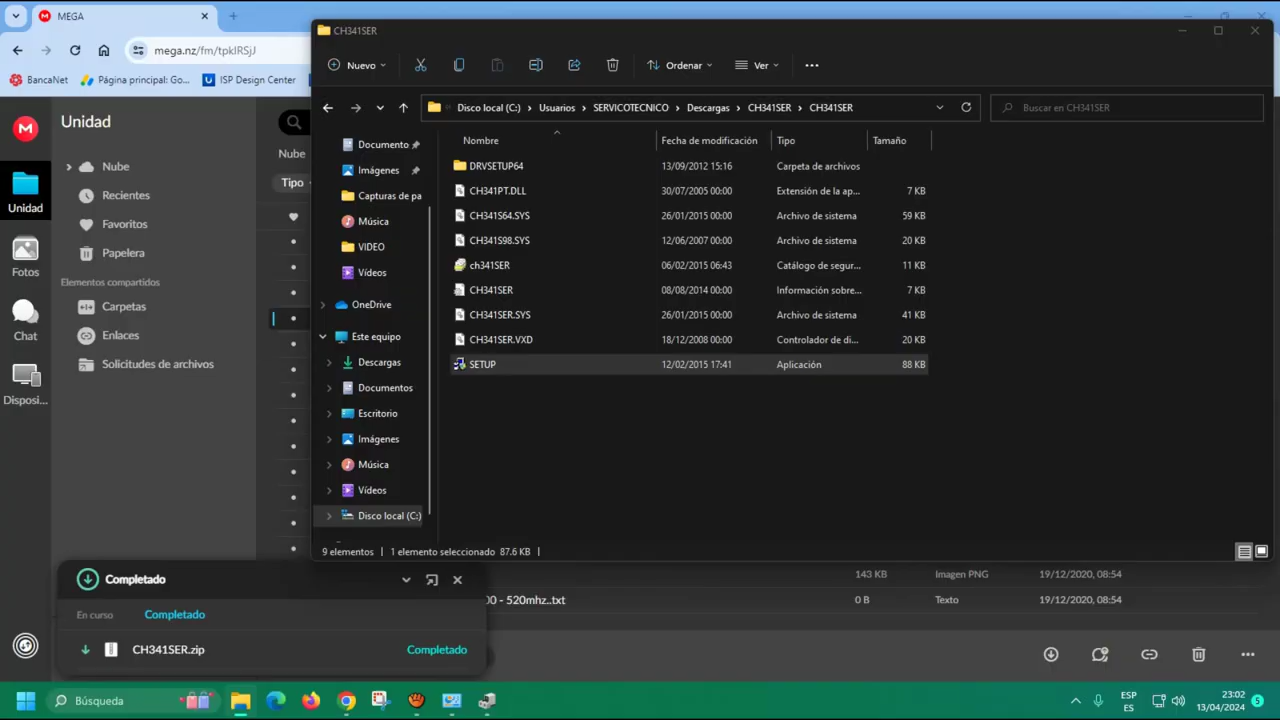 MEGA
CH341SER
mega.nz/fm/tpklRSjJ
BancaNet
Página principal: Go...
ISP Design Center
Nuevo
Ordenar
Ver
Disco local (C:) > Usuarios > SERVICOTECNICO > Descargas > CH341SER > CH341SER
Buscar en CH341SER
Unidad
Nube
Recientes
Favoritos
Papelera
Elementos compartidos
Carpetas
Enlaces
Solicitudes de archivos
Unidad
Fotos
Chat
Disposi...
Nube
Tipo
Documento
Imágenes
Capturas de pa
Música
VIDEO
Vídeos
OneDrive
Este equipo
Descargas
Documentos
Escritorio
Imágenes
Música
Vídeos
Disco local (C:)
Nombre Fecha de modificación Tipo Tamaño
DRVSETUP64 13/09/2012 15:16 Carpeta de archivos
CH341PT.DLL 30/07/2005 00:00 Extensión de la ap... 7 KB
CH341S64.SYS 26/01/2015 00:00 Archivo de sistema 59 KB
CH341S98.SYS 12/06/2007 00:00 Archivo de sistema 20 KB
ch341SER 06/02/2015 06:43 Catálogo de segur... 11 KB
CH341SER 08/08/2014 00:00 Información sobre... 7 KB
CH341SER.SYS 26/01/2015 00:00 Archivo de sistema 41 KB
CH341SER.VXD 18/12/2008 00:00 Controlador de di... 20 KB
SETUP 12/02/2015 17:41 Aplicación 88 KB
9 elementos | 1 elemento seleccionado 87.6 KB |
143 KB Imagen PNG 19/12/2020, 08:54
00 - 520mhz..txt 0 B Texto 19/12/2020, 08:54
Completado
En curso Completado
CH341SER.zip Completado
Búsqueda
ESP
ES
23:02
13/04/2024
5